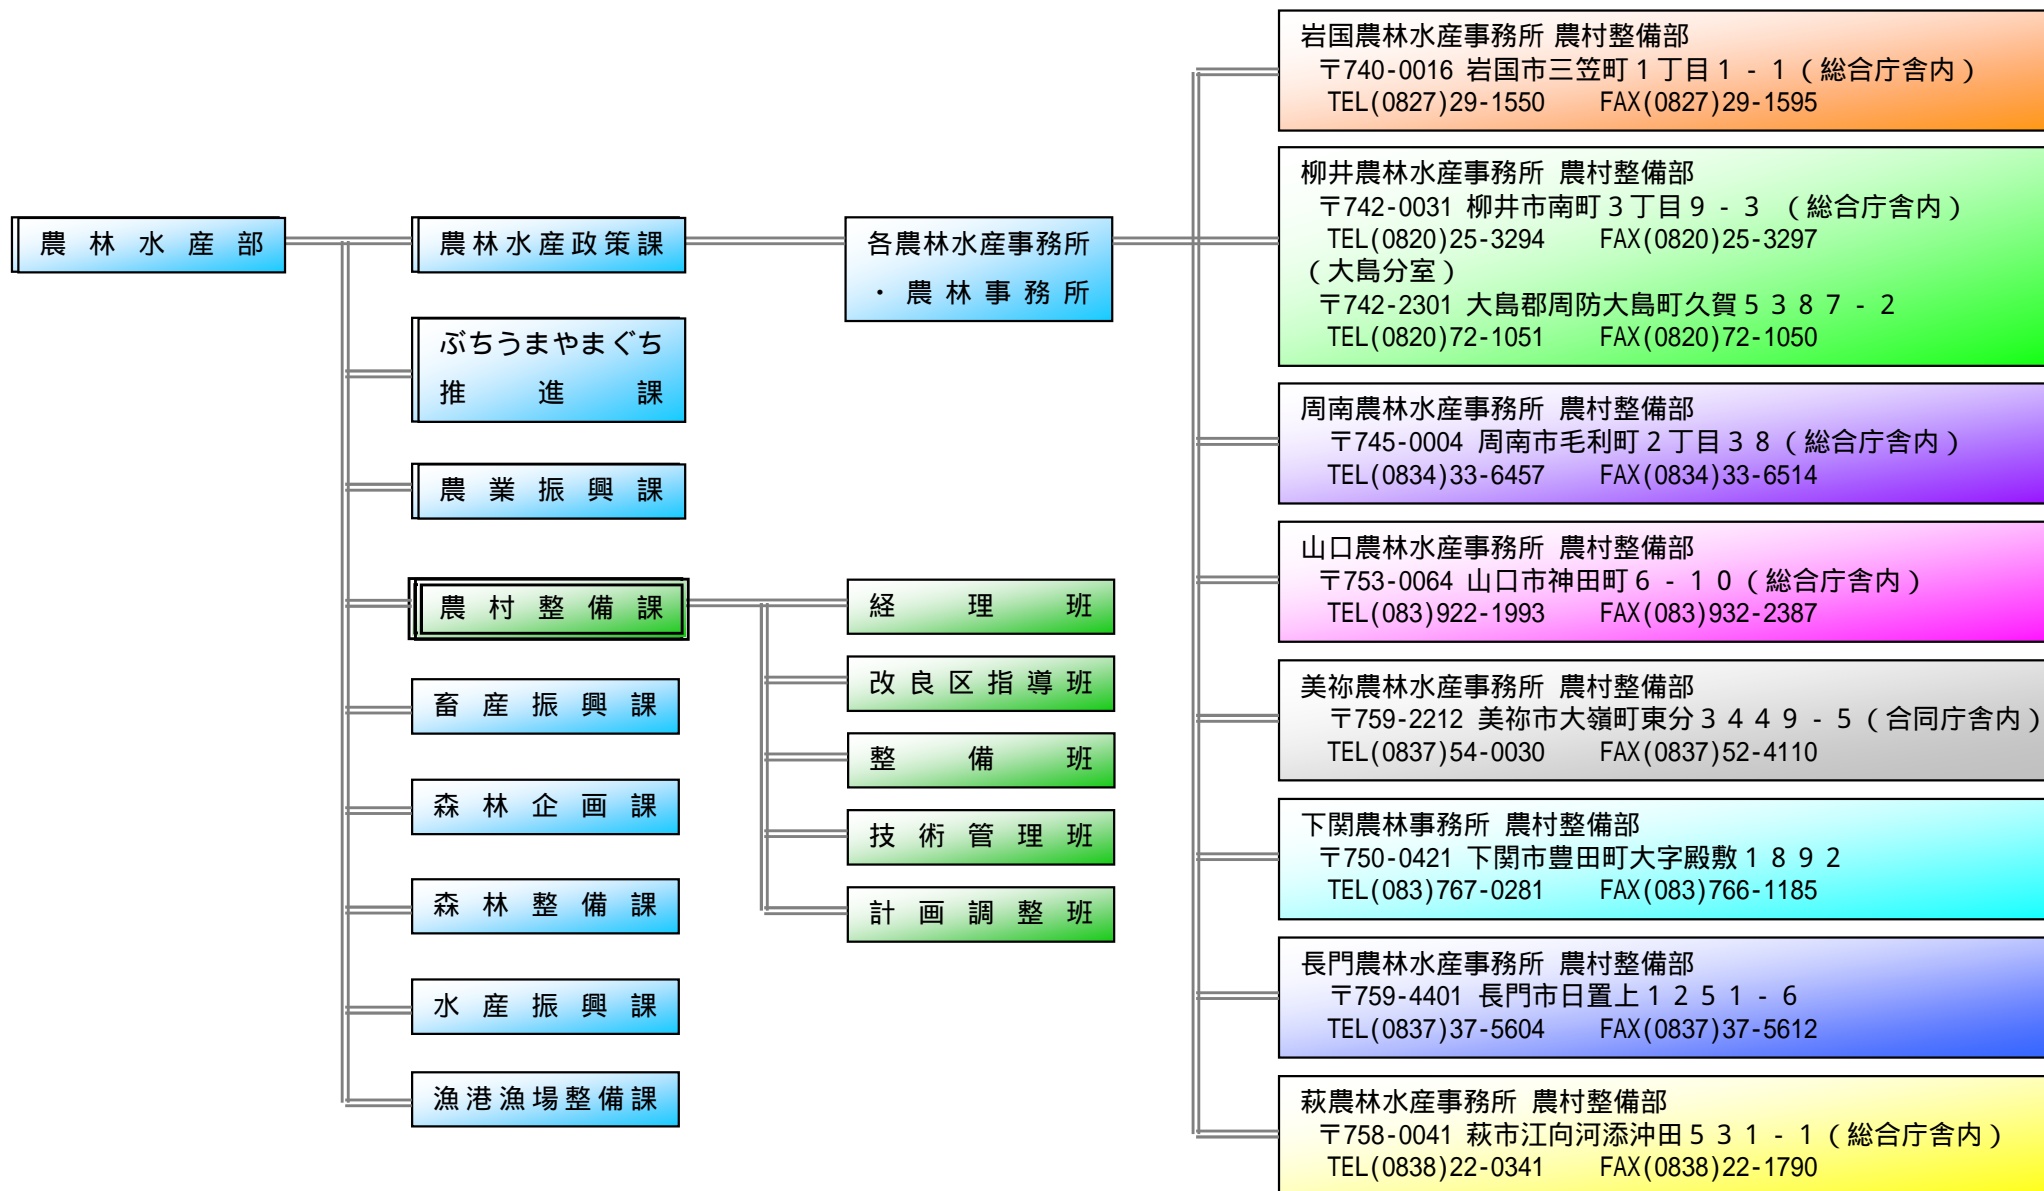 農林水産部
農林水産政策課
ぶちうまやまぐち
推進課
農業振興課
農村整備課
畜産振興課
森林企画課
森林整備課
水産振興課
漁港漁場整備課
各農林水産事務所
・農林事務所
経理班
改良区指導班
整備班
技術管理班
計画調整班
岩国農林水産事務所 農村整備部
〒740-0016 岩国市三笠町１丁目１-１（総合庁舎内）
TEL(0827)29-1550 FAX(0827)29-1595
柳井農林水産事務所 農村整備部
〒742-0031 柳井市南町３丁目９-３ （総合庁舎内）
TEL(0820)25-3294 FAX(0820)25-3297
（大島分室）
〒742-2301 大島郡周防大島町久賀５３８７-２
TEL(0820)72-1051 FAX(0820)72-1050
周南農林水産事務所 農村整備部
〒745-0004 周南市毛利町２丁目３８（総合庁舎内）
TEL(0834)33-6457 FAX(0834)33-6514
山口農林水産事務所 農村整備部
〒753-0064 山口市神田町６-１０（総合庁舎内）
TEL(083)922-1993 FAX(083)932-2387
美祢農林水産事務所 農村整備部
〒759-2212 美祢市大嶺町東分３４４９-５（合同庁舎内）
TEL(0837)54-0030 FAX(0837)52-4110
下関農林事務所 農村整備部
〒750-0421 下関市豊田町大字殿敷１８９２
TEL(083)767-0281 FAX(083)766-1185
長門農林水産事務所 農村整備部
〒759-4401 長門市日置上１２５１-６
TEL(0837)37-5604 FAX(0837)37-5612
萩農林水産事務所 農村整備部
〒758-0041 萩市江向河添沖田５３１-１（総合庁舎内）
TEL(0838)22-0341 FAX(0838)22-1790